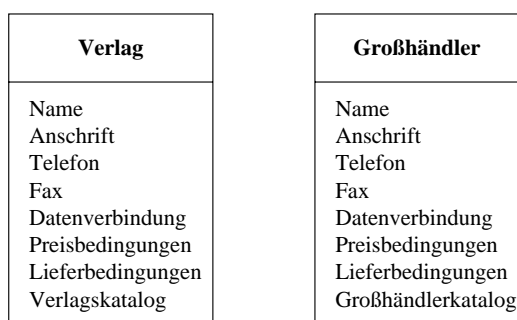 Verlag
Name
Anschrift
Telefon
Fax
Datenverbindung
Preisbedingungen
Lieferbedingungen
Verlagskatalog
Großhändler
Name
Anschrift
Telefon
Fax
Datenverbindung
Preisbedingungen
Lieferbedingungen
Großhändlerkatalog